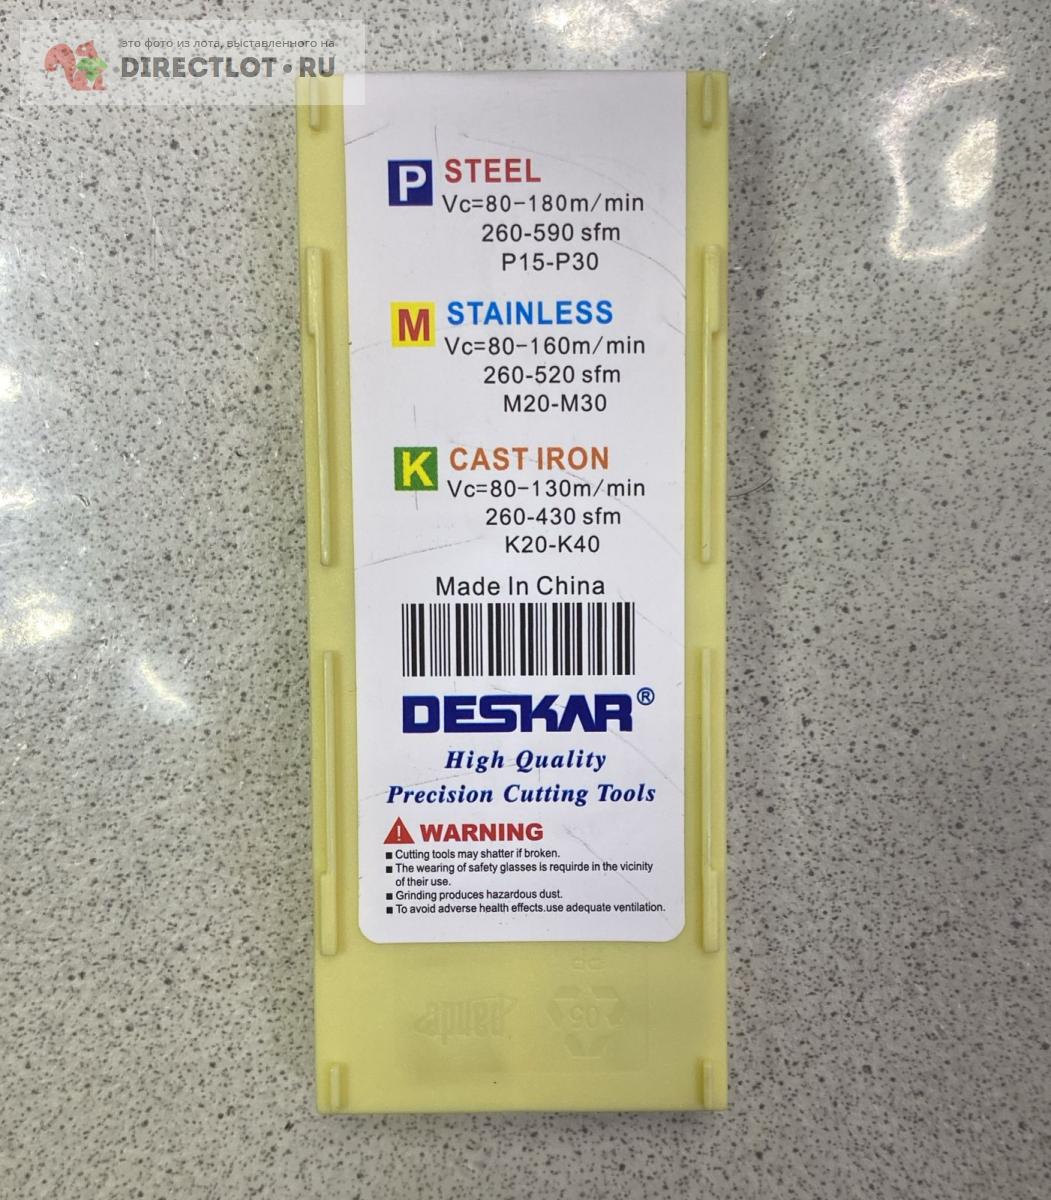 это фото из лота, выставленного на
DIRECTLOT•RU
P STEEL
Vc=80-180m/min
260-590 sfm
P15-P30
M STAINLESS
Vc=80-160m/min
260-520 sfm
M20-M30
K CAST IRON
Vc=80-130m/min
260-430 sfm
K20-K40
Made In China
DESKAR®
High Quality
Precision Cutting Tools
WARNING
■ Cutting tools may shatter if broken.
■ The wearing of safety glasses is requirde in the vicinity
of their use.
■ Grinding produces hazardous dust.
■ To avoid adverse health effects.use adequate ventilation.
05